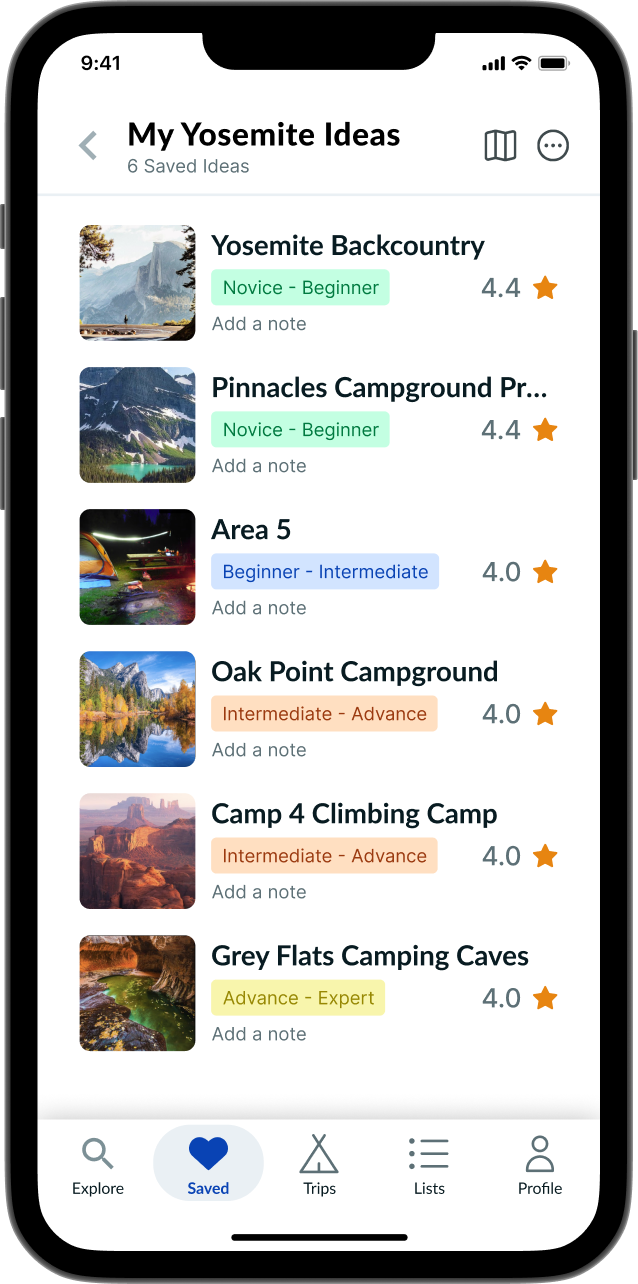 9:41
My Yosemite Ideas
6 Saved Ideas
Yosemite Backcountry
Novice - Beginner
4.4
Add a note
Pinnacles Campground Pr...
Novice - Beginner
4.4
Add a note
Area 5
Beginner - Intermediate
4.0
Add a note
Oak Point Campground
Intermediate - Advance
4.0
Add a note
Camp 4 Climbing Camp
Intermediate - Advance
4.0
Add a note
Grey Flats Camping Caves
Advance - Expert
4.0
Add a note
Explore
Saved
Trips
Lists
Profile